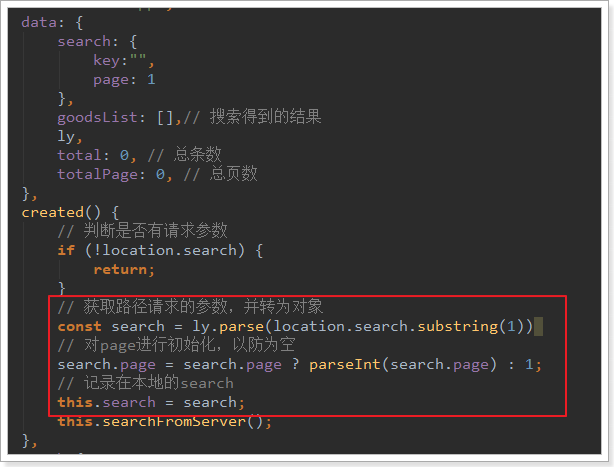 data: {
search: {
key:"",
page: 1
},
goodsList: [],// 搜索得到的结果
ly,
total: 0, // 总条数
totalPage: 0, // 总页数
},
created() {
// 判断是否有请求参数
if (!location.search) {
return;
}
// 获取路径请求的参数，并转为对象
const search = ly.parse(location.search.substring(1))
// 对page进行初始化，以防为空
search.page = search.page ? parseInt(search.page) : 1;
// 记录在本地的search
this.search = search;
this.searchFromServer();
},